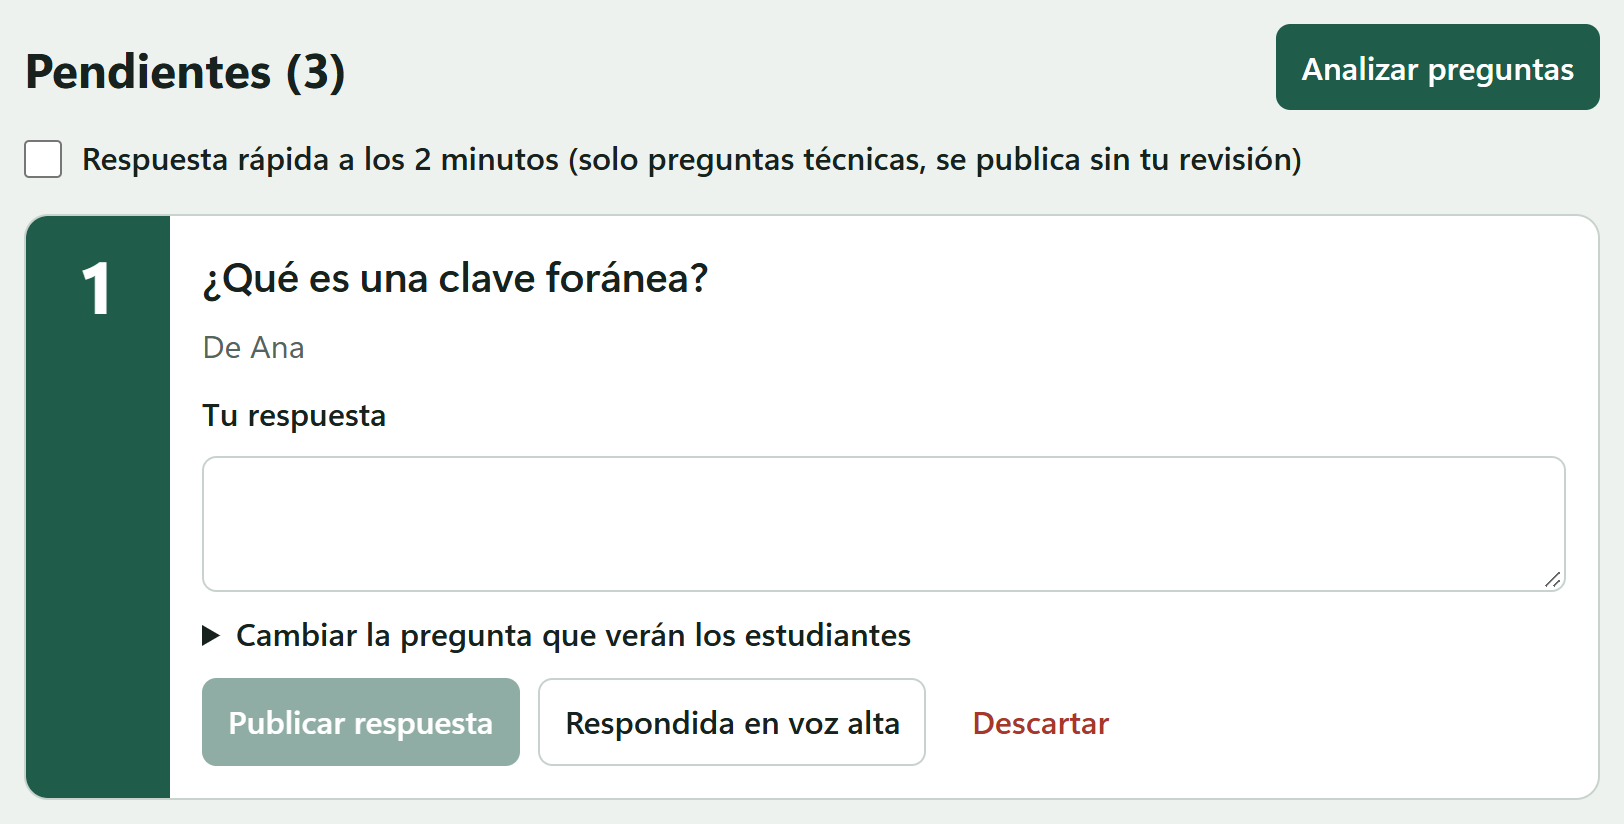 Pendientes (3)
Analizar preguntas
Respuesta rápida a los 2 minutos (solo preguntas técnicas, se publica sin tu revisión)
1
¿Qué es una clave foránea?
De Ana
Tu respuesta
Cambiar la pregunta que verán los estudiantes
Publicar respuesta
Respondida en voz alta
Descartar